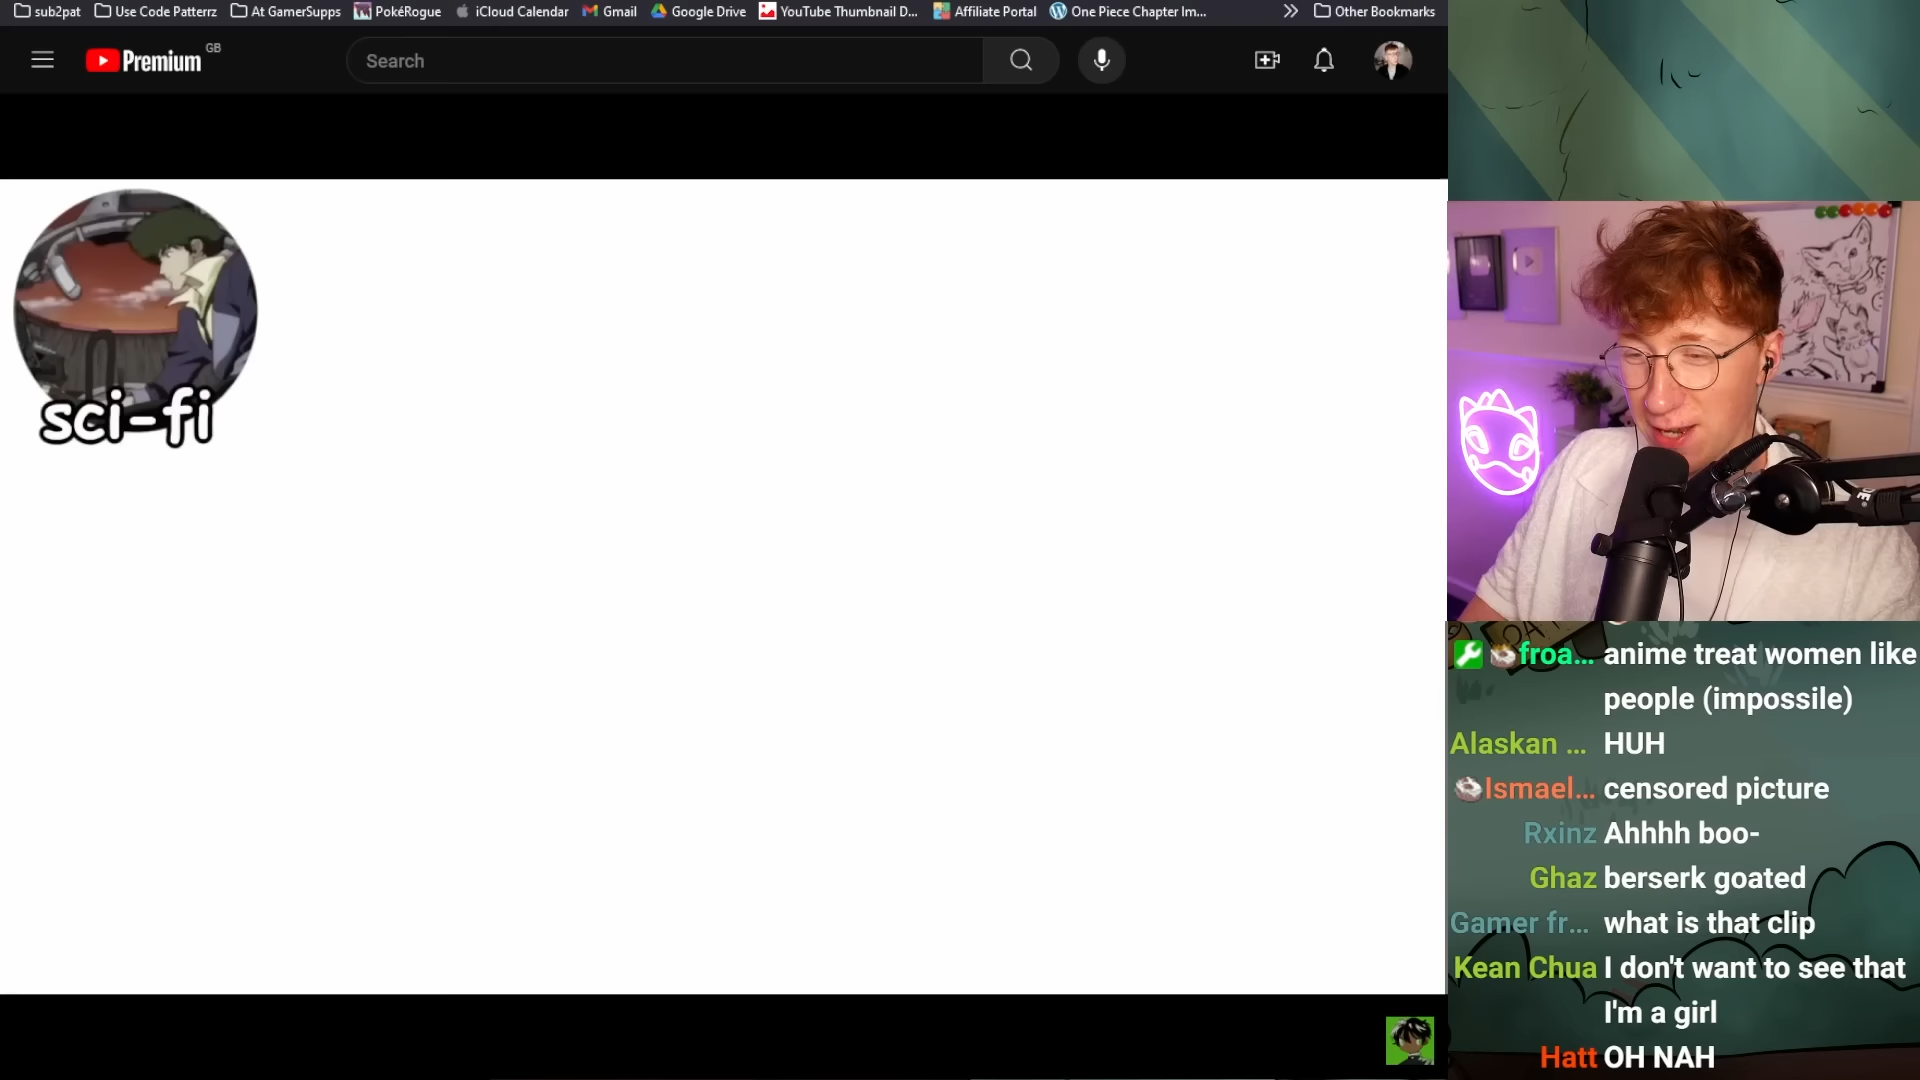 sub2pat
Use Code Patterrz
At GamerSupps
PokéRogue
iCloud Calendar
Gmail
Google Drive
YouTube Thumbnail D...
Affiliate Portal
One Piece Chapter Im...
Other Bookmarks
Premium
GB
Search
sci-fi
froa... anime treat women like
people (impossile)
Alaskan ... HUH
Ismael... censored picture
Rxinz Ahhhh boo-
Ghaz berserk goated
Gamer fr... what is that clip
Kean Chua I don't want to see that
I'm a girl
Hatt OH NAH